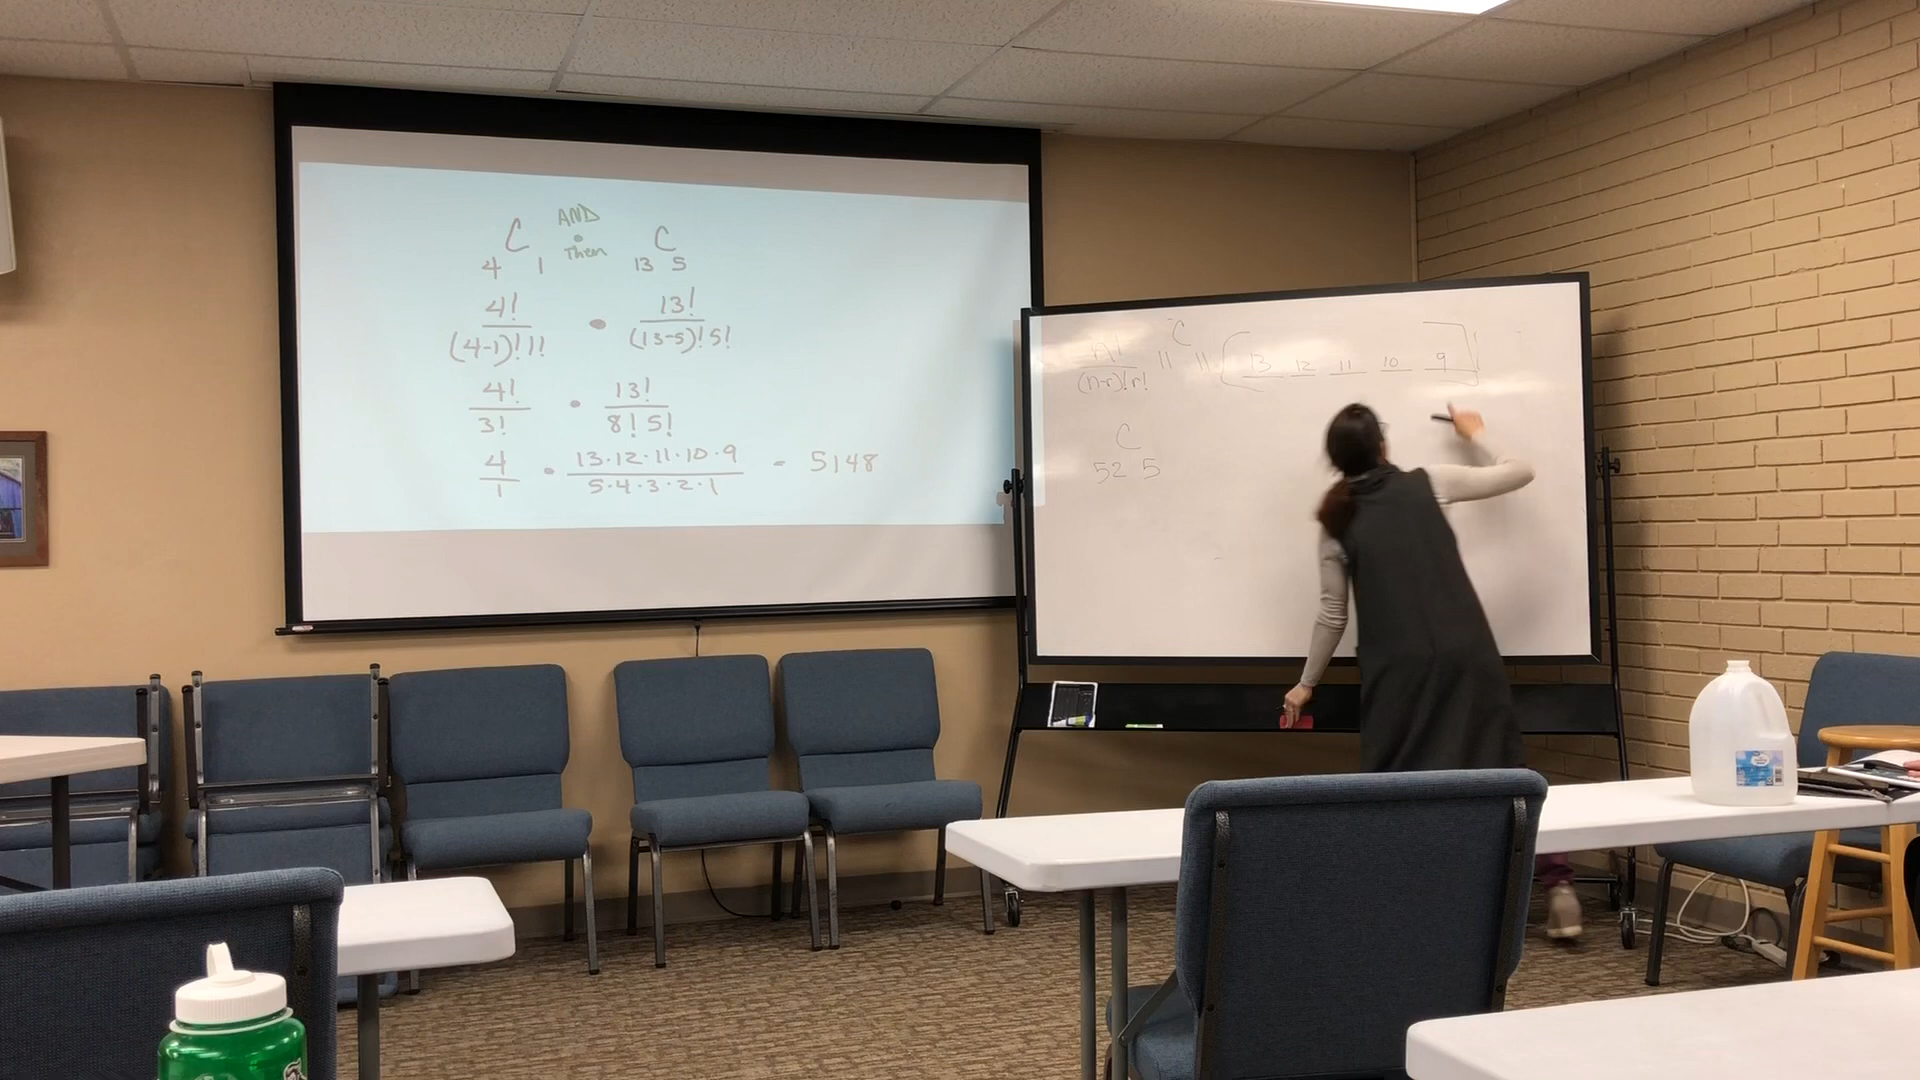 AND
C • C
4 1 Then 13 5
4! / (4-1)!1! • 13! / (13-5)!5!
4! / 3! • 13! / 8!5!
4 / 1 • 13·12·11·10·9 / 5·4·3·2·1 = 5148
n! / (n-r)!r!
C
11 11
13 12 11 10 9
C
52 5